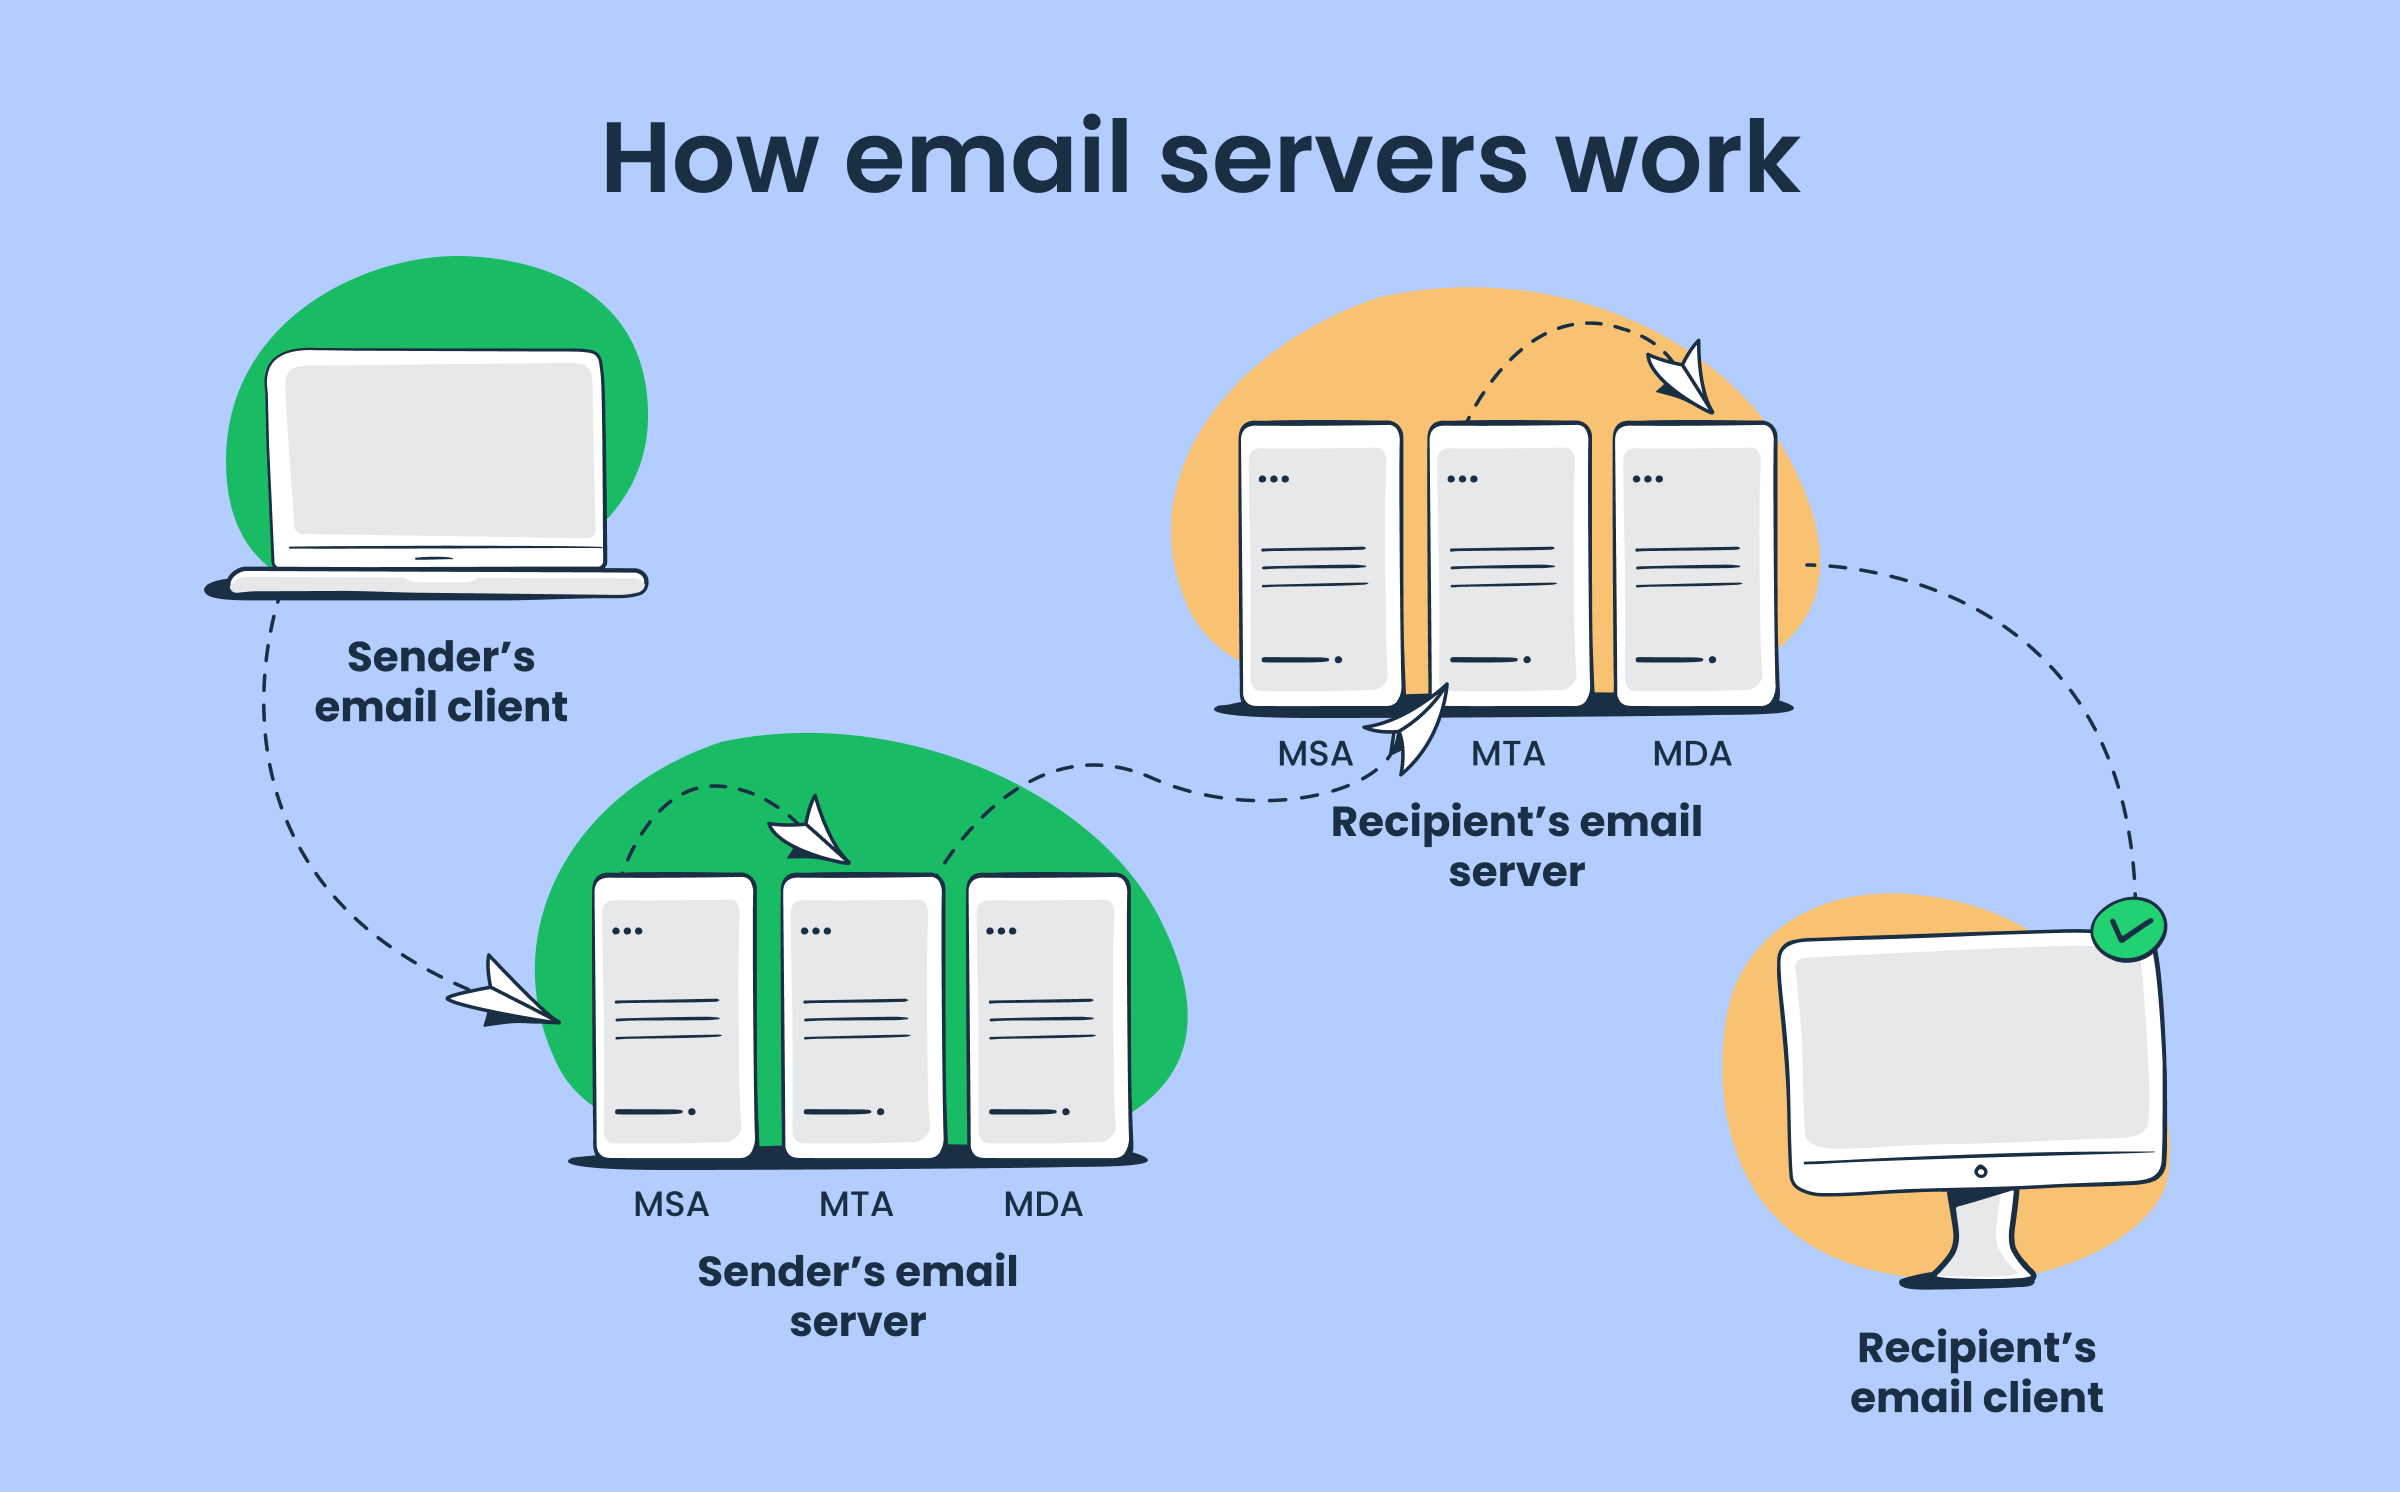 How email servers work
Sender’s
email client
MSA MTA MDA
Recipient’s email
server
MSA MTA MDA
Sender’s email
server
Recipient’s
email client